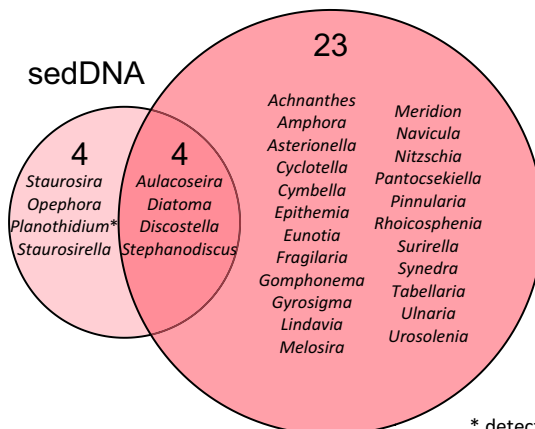 sedDNA
4
Staurosira
Opephora
Planothidium*
Staurosirella
4
Aulacoseira
Diatoma
Discostella
Stephanodiscus
23
Achnanthes
Amphora
Asterionella
Cyclotella
Cymbella
Epithemia
Eunotia
Fragilaria
Gomphonema
Gyrosigma
Lindavia
Melosira
Meridion
Navicula
Nitzschia
Pantocsekiella
Pinnularia
Rhoicosphenia
Surirella
Synedra
Tabellaria
Ulnaria
Urosolenia
* detect